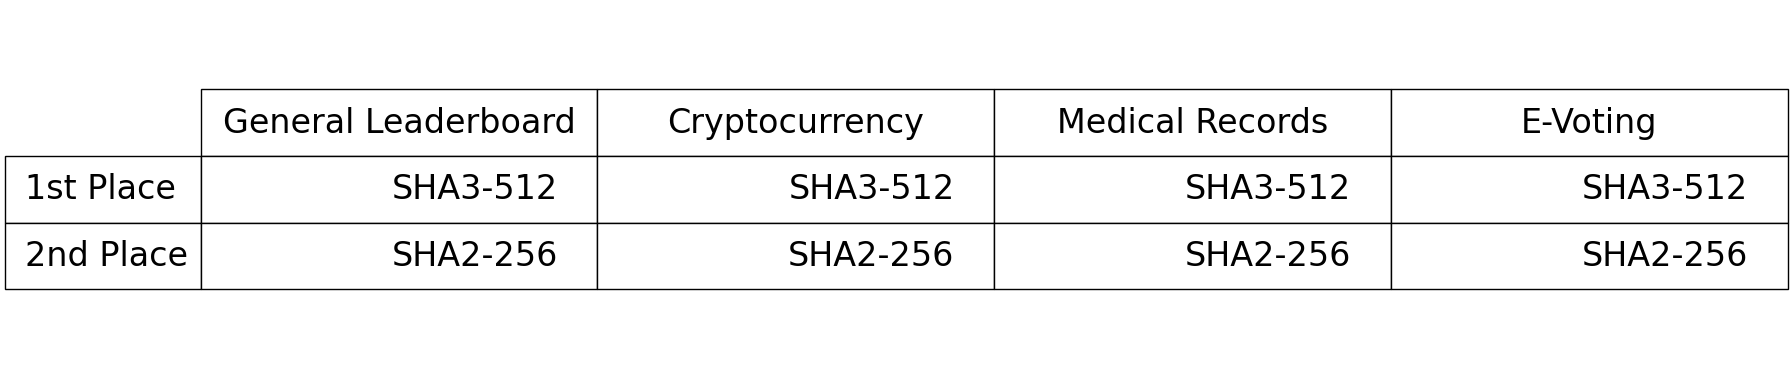 General Leaderboard Cryptocurrency Medical Records E-Voting
1st Place SHA3-512 SHA3-512 SHA3-512 SHA3-512
2nd Place SHA2-256 SHA2-256 SHA2-256 SHA2-256